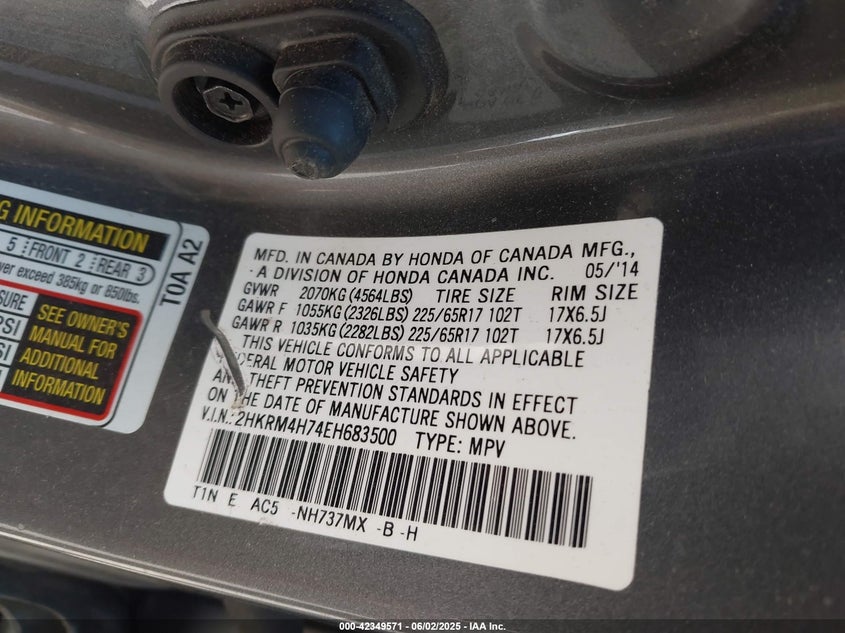 G INFORMATION
5 FRONT 2 REAR 3
ver exceed 385kg or 850lbs.
SURE
PSI
SI
SEE OWNER'S
MANUAL FOR
ADDITIONAL
INFORMATION
T0A A2
MFD. IN CANADA BY HONDA OF CANADA MFG.,
A DIVISION OF HONDA CANADA INC. 05/'14
GVWR 2070KG(4564LBS) TIRE SIZE RIM SIZE
GAWR F 1055KG(2326LBS) 225/65R17 102T 17X6.5J
GAWR R 1035KG(2282LBS) 225/65R17 102T 17X6.5J
THIS VEHICLE CONFORMS TO ALL APPLICABLE
MOTOR VEHICLE SAFETY
AND THEFT PREVENTION STANDARDS IN EFFECT
ON THE DATE OF MANUFACTURE SHOWN ABOVE.
V.I.N.:2HKRM4H74EH683500 TYPE: MPV
T1N E AC5 -NH737MX -B -H
000-42349571 06/02/2025 - IAA Inc.